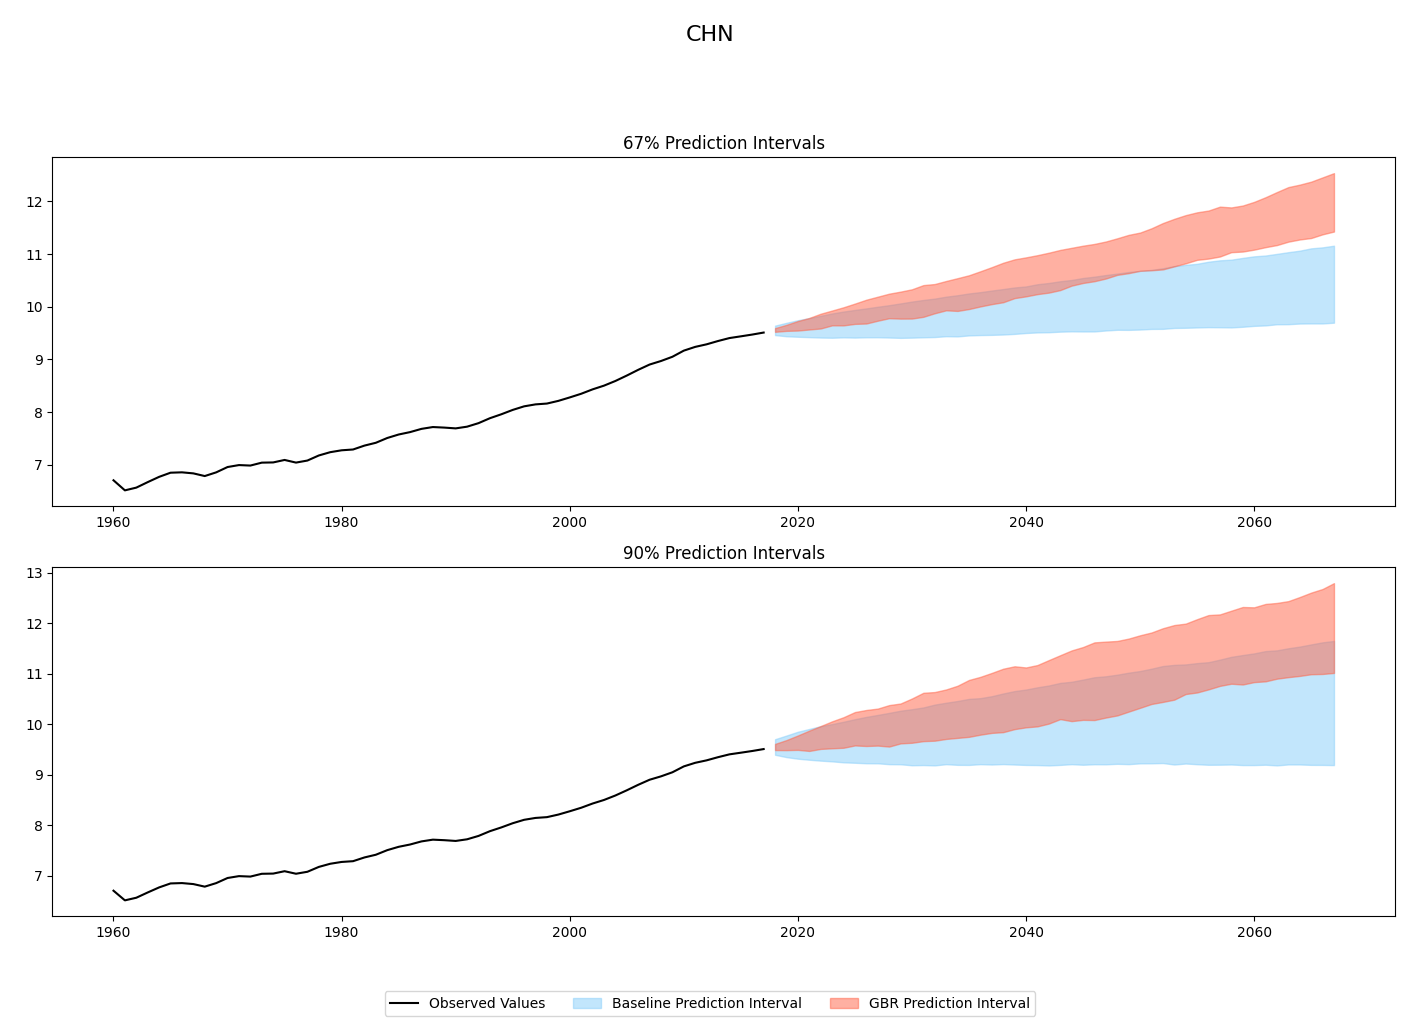 CHN
67% Prediction Intervals
12
11
10
9
8
7
1960 1980 2000 2020 2040 2060
90% Prediction Intervals
13
12
11
10
9
8
7
1960 1980 2000 2020 2040 2060
Observed Values Baseline Prediction Interval GBR Prediction Interval